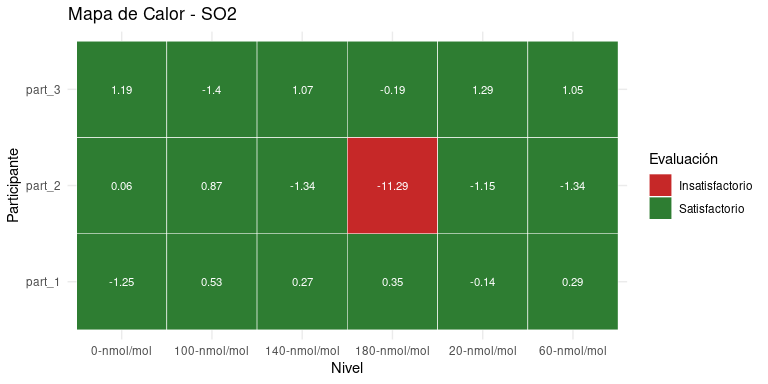 Mapa de Calor - SO2
part_3 1.19 -1.4 1.07 -0.19 1.29 1.05
part_2 0.06 0.87 -1.34 -11.29 -1.15 -1.34
part_1 -1.25 0.53 0.27 0.35 -0.14 0.29
Participante
0-nmol/mol 100-nmol/mol 140-nmol/mol 180-nmol/mol 20-nmol/mol 60-nmol/mol
Nivel
Evaluación
Insatisfactorio
Satisfactorio